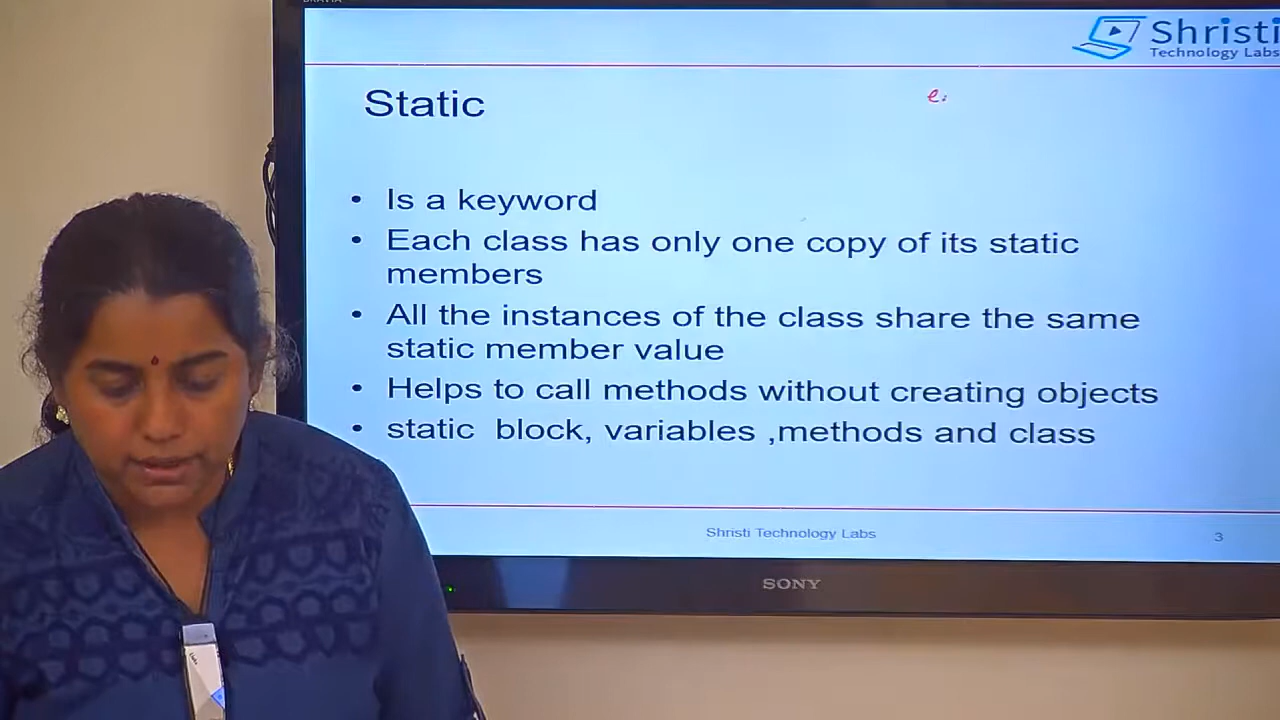 BRAVIA
Shristi
Technology Labs
e.
Static
• Is a keyword
• Each class has only one copy of its static
members
• All the instances of the class share the same
static member value
• Helps to call methods without creating objects
• static block, variables ,methods and class
Shristi Technology Labs
3
SONY